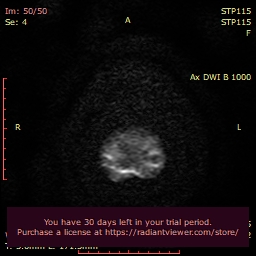 Im: 50/50
Se: 4
A
STP115
STP115
F
Ax DWI B 1000
R
L
You have 30 days left in your trial period.
Purchase a license at https://radiantviewer.com/store/